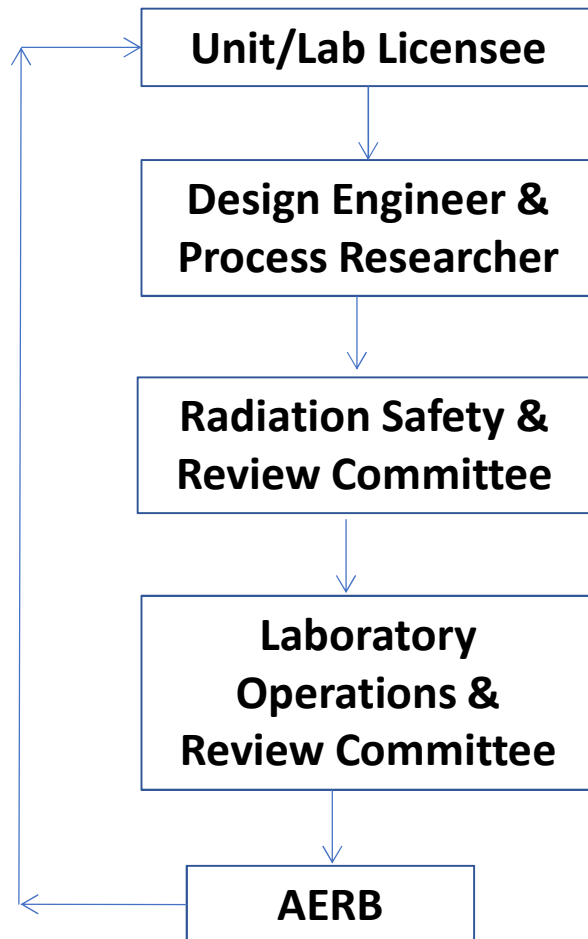 Unit/Lab Licensee
Design Engineer &
Process Researcher
Radiation Safety &
Review Committee
Laboratory
Operations &
Review Committee
AERB